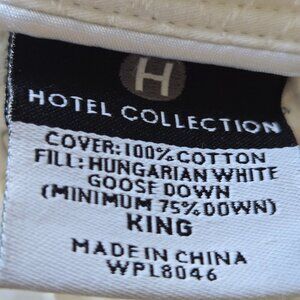 H
HOTEL COLLECTION
COVER:100% COTTON
FILL: HUNGARIAN WHITE
GOOSE DOWN
(MINIMUM 75% DOWN)
KING
MADE IN CHINA
WPL8046